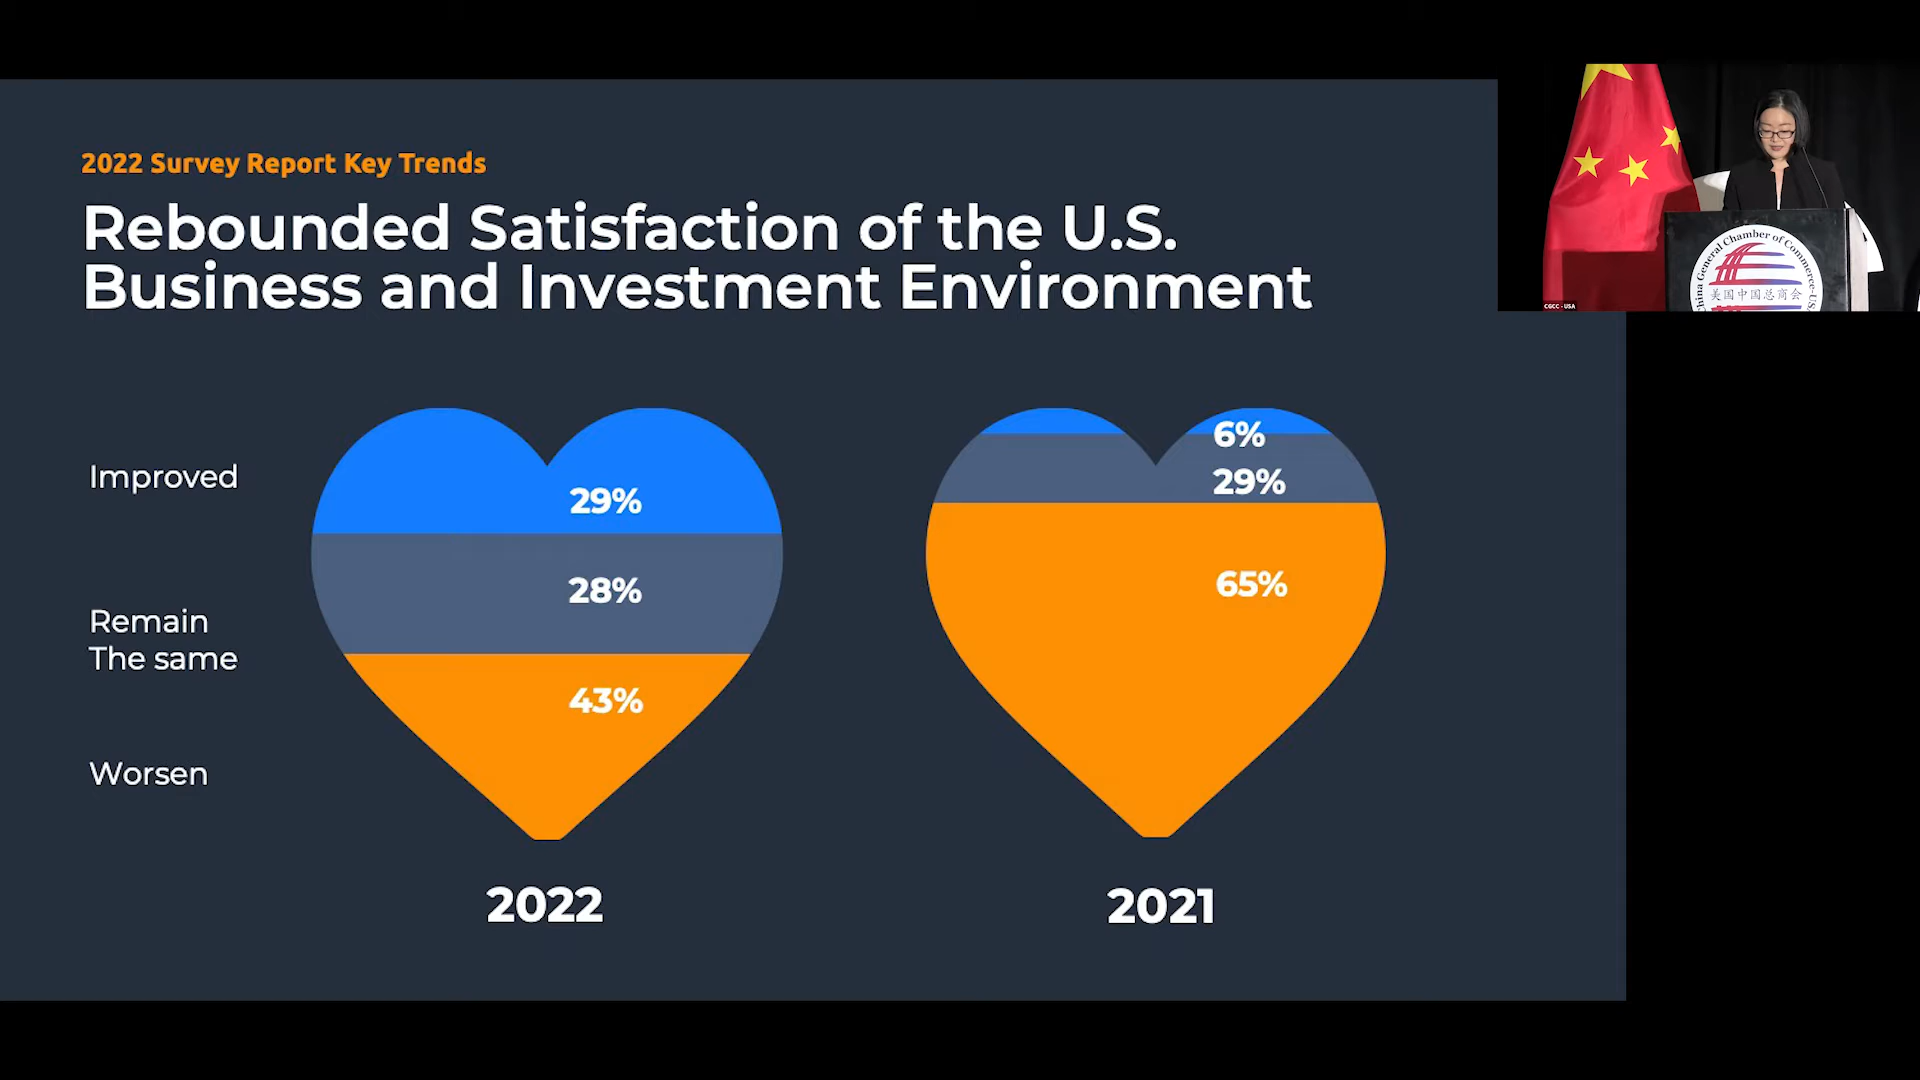 2022 Survey Report Key Trends
Rebounded Satisfaction of the U.S.
Business and Investment Environment
Improved
Remain
The same
Worsen
29%
28%
43%
2022
6%
29%
65%
2021
China General Chamber of Commerce-USA
美国中国总商会
CGCC - USA